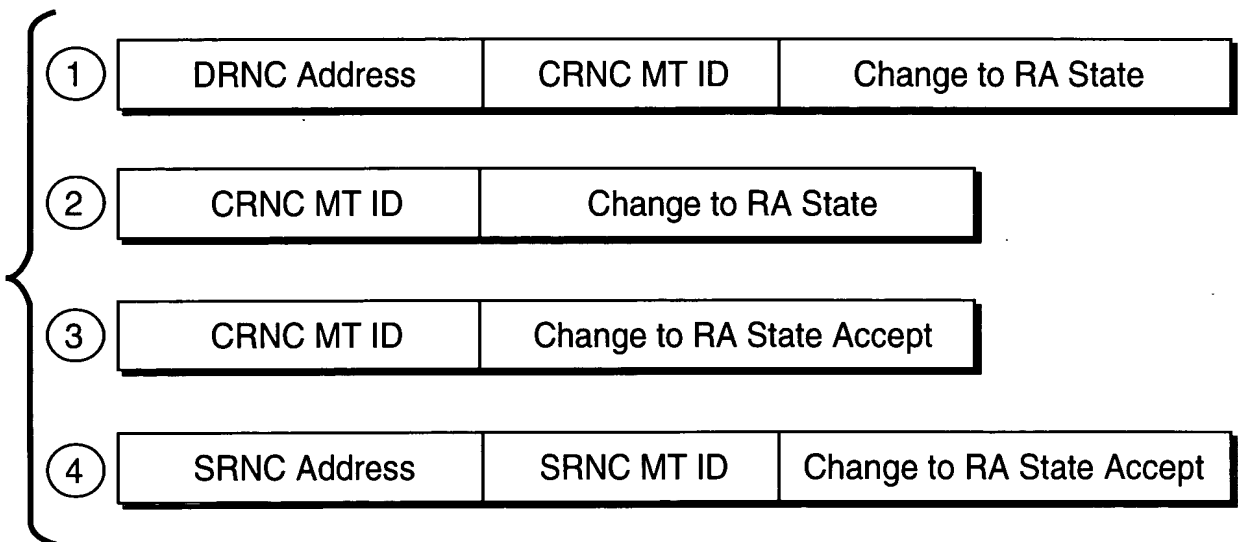 1 DRNC Address CRNC MT ID Change to RA State
2 CRNC MT ID Change to RA State
3 CRNC MT ID Change to RA State Accept
4 SRNC Address SRNC MT ID Change to RA State Accept